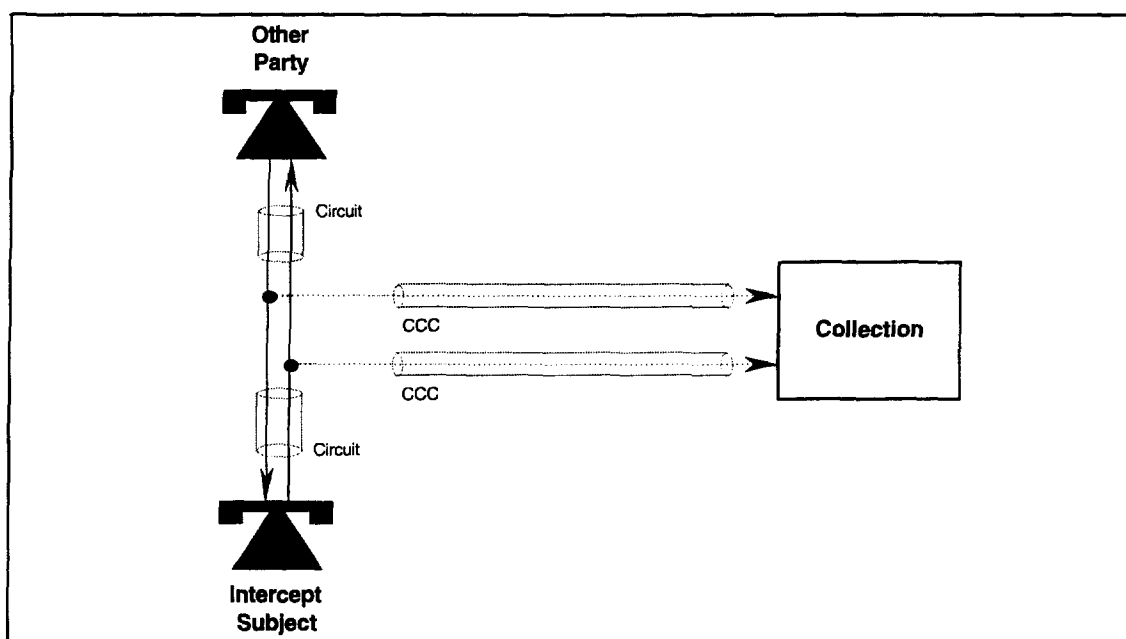 Other
Party
Circuit
CCC
Collection
CCC
Circuit
Intercept
Subject